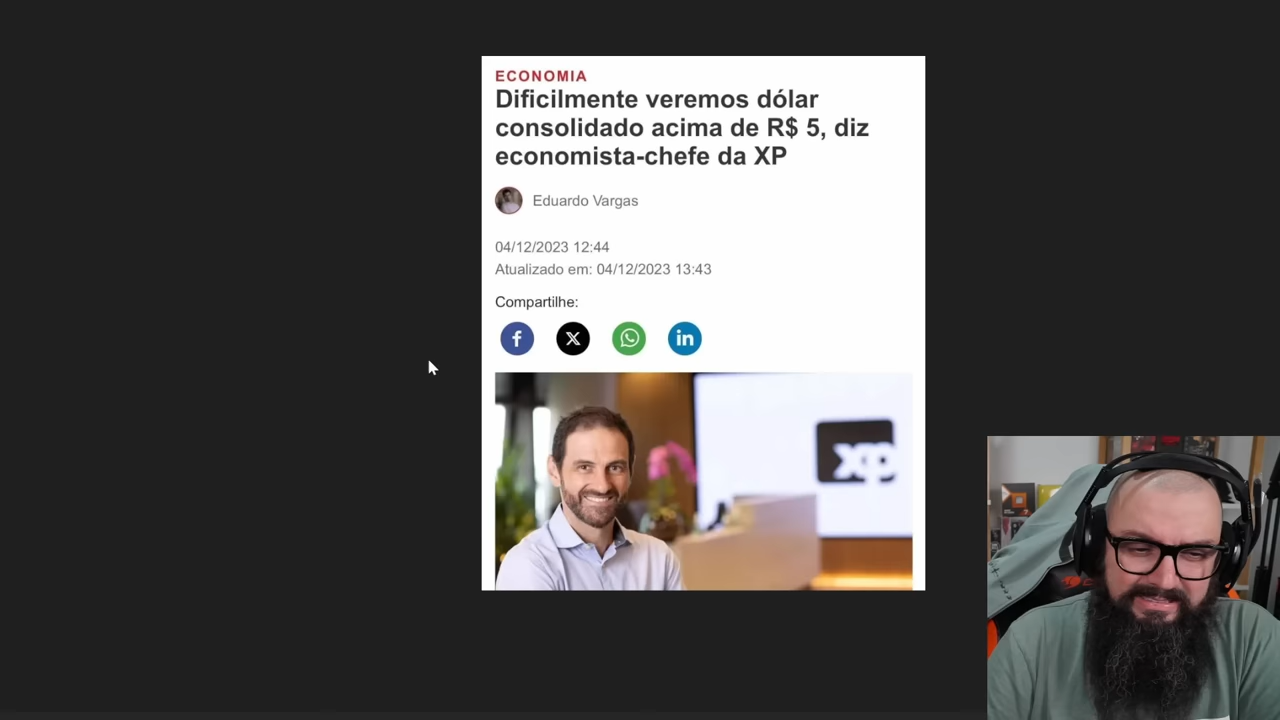 ECONOMIA
Dificilmente veremos dólar
consolidado acima de R$ 5, diz
economista-chefe da XP
Eduardo Vargas
04/12/2023 12:44
Atualizado em: 04/12/2023 13:43
Compartilhe:
f
X
in
xp